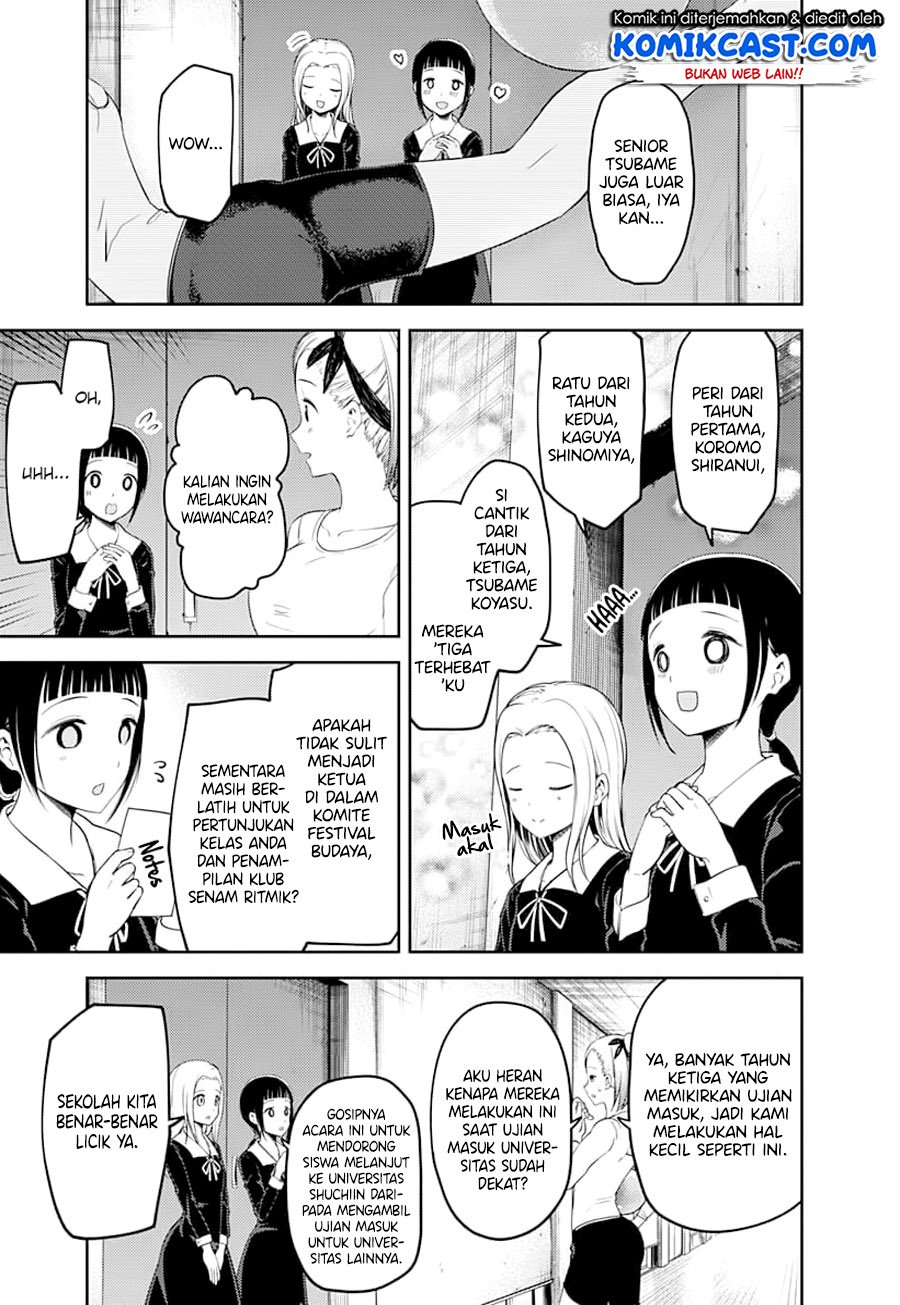 Komik ini diterjemahkan & diedit oleh
KOMIKCAST.COM
BUKAN WEB LAIN!!
SENIOR
TSUBAME
JUGA LUAR
BIASA, IYA
KAN...
WOW...
PERI DARI
TAHUN
PERTAMA,
KOROMO
SHIRANUI,
RATU DARI
TAHUN
KEDUA,
KAGUYA
SHINOMIYA,
SI
CANTIK
DARI
TAHUN
KETIGA,
TSUBAME
KOYASU.
MEREKA
'TIGA
TERHEBAT
'KU
HAAA...
Masuk
akal
KALIAN INGIN
MELAKUKAN
WAWANCARA?
OH,
UHH...
APAKAH
TIDAK SULIT
MENJADI
KETUA
DI DALAM
KOMITE
FESTIVAL
BUDAYA,
SEMENTARA
MASIH BER-
LATIH UNTUK
PERTUNJUKAN
KELAS ANDA
DAN PENAM-
PILAN KLUB
SENAM RITMIK?
Notes
YA, BANYAK TAHUN
KETIGA YANG
MEMIKIRKAN UJIAN
MASUK, JADI KAMI
MELAKUKAN HAL
KECIL SEPERTI INI.
AKU HERAN
KENAPA MEREKA
MELAKUKAN INI
SAAT UJIAN
MASUK UNIVER-
SITAS SUDAH
DEKAT?
GOSIPNYA
ACARA INI UNTUK
MENDORONG
SISWA MELANJUT
KE UNIVERSITAS
SHUCHIIN DARI-
PADA MENGAMBIL
UJIAN MASUK
UNTUK UNIVER-
SITAS LAINNYA.
SEKOLAH KITA
BENAR-BENAR
LICIK YA.